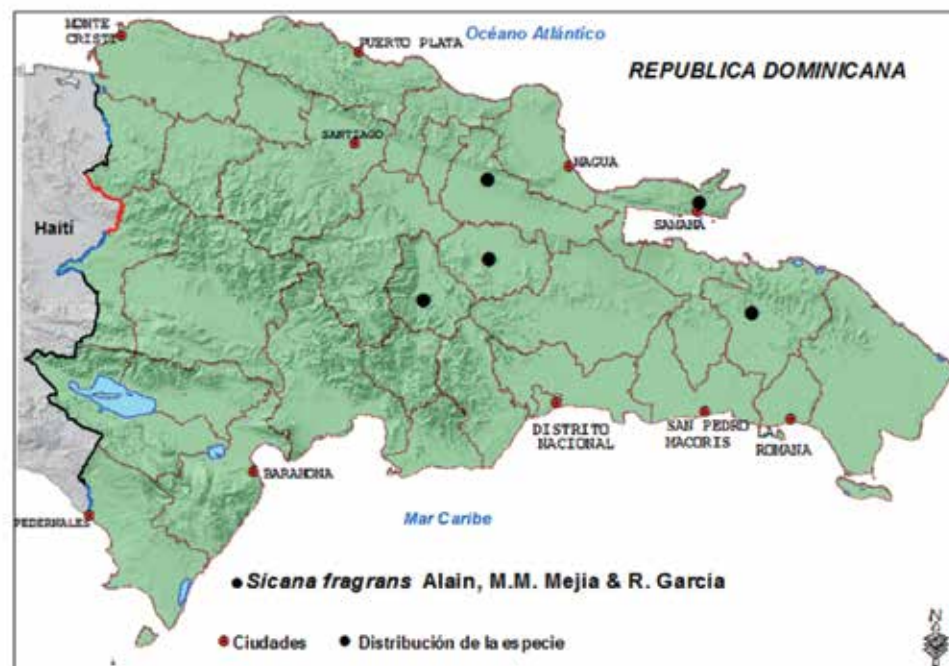 MONTE
CRISTI
PUERTO PLATA
Océano Atlántico
REPUBLICA DOMINICANA
SANTIAGO
NAGUA
Haití
SAMANA
DISTRITO
NACIONAL
SAN PEDRO
MACORIS
LA
ROMANA
BARAHONA
PEDERNALES
Mar Caribe
Sicana fragrans Alain, M.M. Mejia & R. García
Ciudades
Distribución de la especie